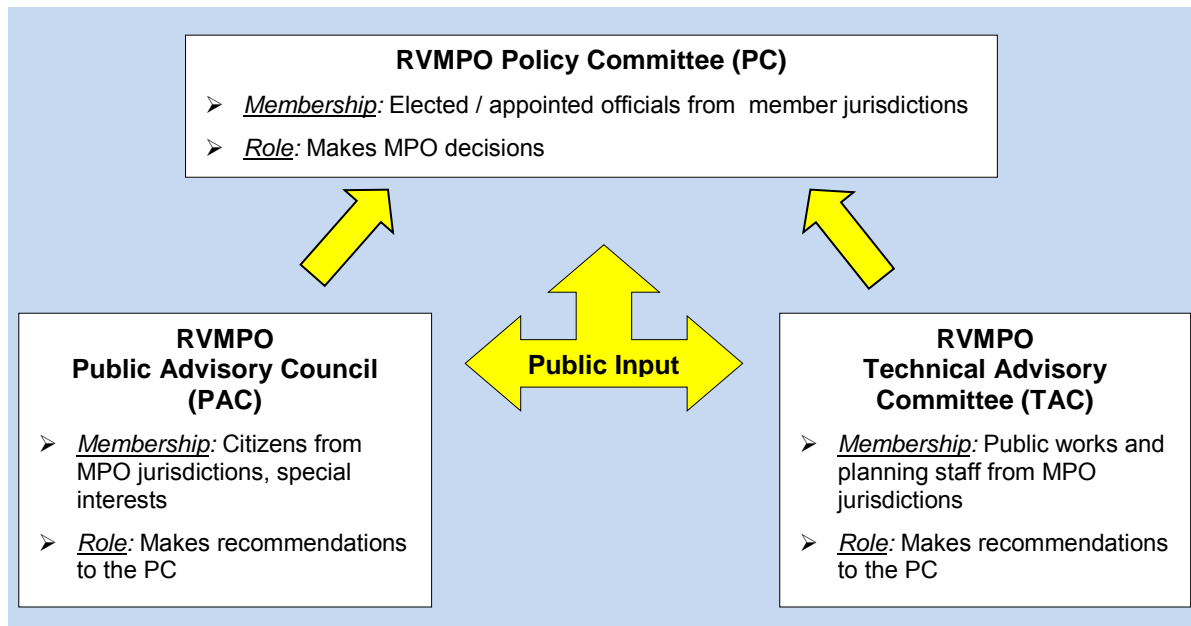 RVMPO Policy Committee (PC)
➢ Membership: Elected / appointed officials from member jurisdictions
➢ Role: Makes MPO decisions
Public Input
RVMPO
Public Advisory Council
(PAC)
➢ Membership: Citizens from
MPO jurisdictions, special
interests
➢ Role: Makes recommendations
to the PC
RVMPO
Technical Advisory
Committee (TAC)
➢ Membership: Public works and
planning staff from MPO
jurisdictions
➢ Role: Makes recommendations
to the PC